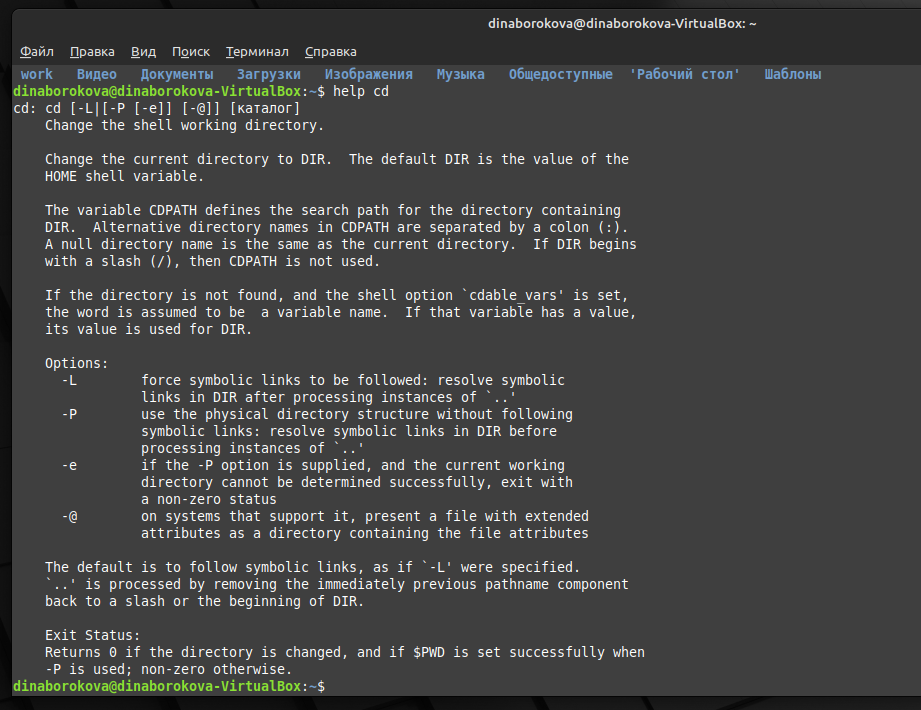 dinaborokova@dinaborokova-VirtualBox: ~
Файл Правка Вид Поиск Терминал Справка
work Видео Документы Загрузки Изображения Музыка Общедоступные 'Рабочий стол' Шаблоны
dinaborokova@dinaborokova-VirtualBox:~$ help cd
cd: cd [-L|[-P [-e]] [-@]] [каталог]
    Change the shell working directory.

    Change the current directory to DIR.  The default DIR is the value of the
    HOME shell variable.

    The variable CDPATH defines the search path for the directory containing
    DIR.  Alternative directory names in CDPATH are separated by a colon (:).
    A null directory name is the same as the current directory.  If DIR begins
    with a slash (/), then CDPATH is not used.

    If the directory is not found, and the shell option `cdable_vars' is set,
    the word is assumed to be  a variable name.  If that variable has a value,
    its value is used for DIR.

    Options:
      -L        force symbolic links to be followed: resolve symbolic
                links in DIR after processing instances of `..'
      -P        use the physical directory structure without following
                symbolic links: resolve symbolic links in DIR before
                processing instances of `..'
      -e        if the -P option is supplied, and the current working
                directory cannot be determined successfully, exit with
                a non-zero status
      -@        on systems that support it, present a file with extended
                attributes as a directory containing the file attributes

    The default is to follow symbolic links, as if `-L' were specified.
    `..' is processed by removing the immediately previous pathname component
    back to a slash or the beginning of DIR.

    Exit Status:
    Returns 0 if the directory is changed, and if $PWD is set successfully when
    -P is used; non-zero otherwise.
dinaborokova@dinaborokova-VirtualBox:~$